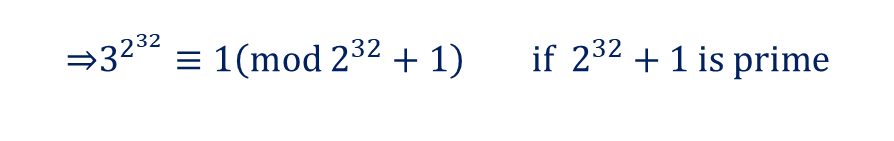 ⇒3^{2^{32}} ≡ 1(mod 2^{32} + 1) if 2^{32} + 1 is prime